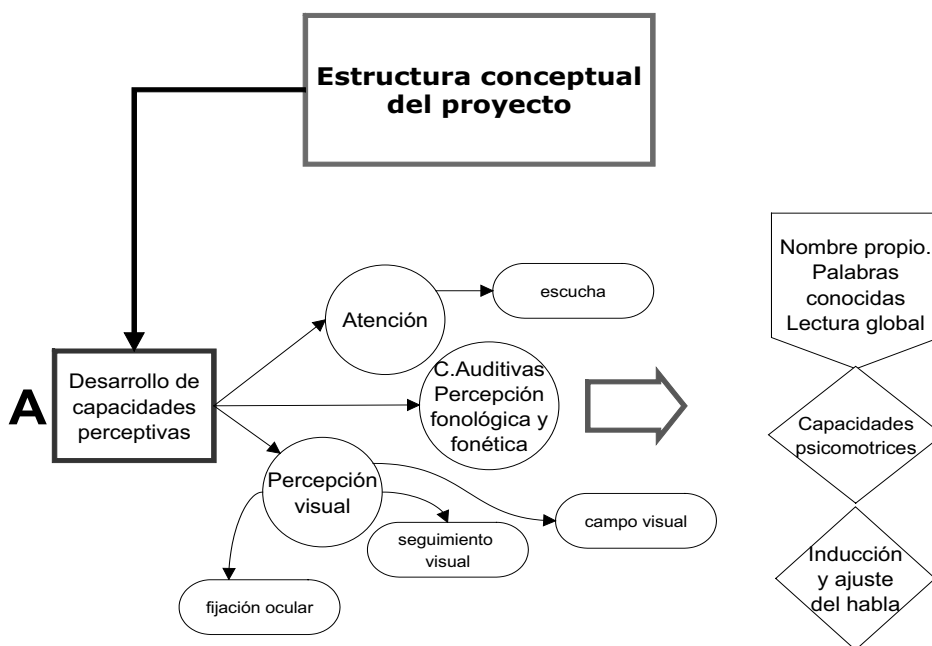 Estructura conceptual
del proyecto
A
Desarrollo de
capacidades
perceptivas
Atención
escucha
C.Auditivas
Percepción
fonológica y
fonética
Percepción
visual
campo visual
seguimiento
visual
fijación ocular
Nombre propio.
Palabras
conocidas
Lectura global
Capacidades
psicomotrices
Inducción
y ajuste
del habla